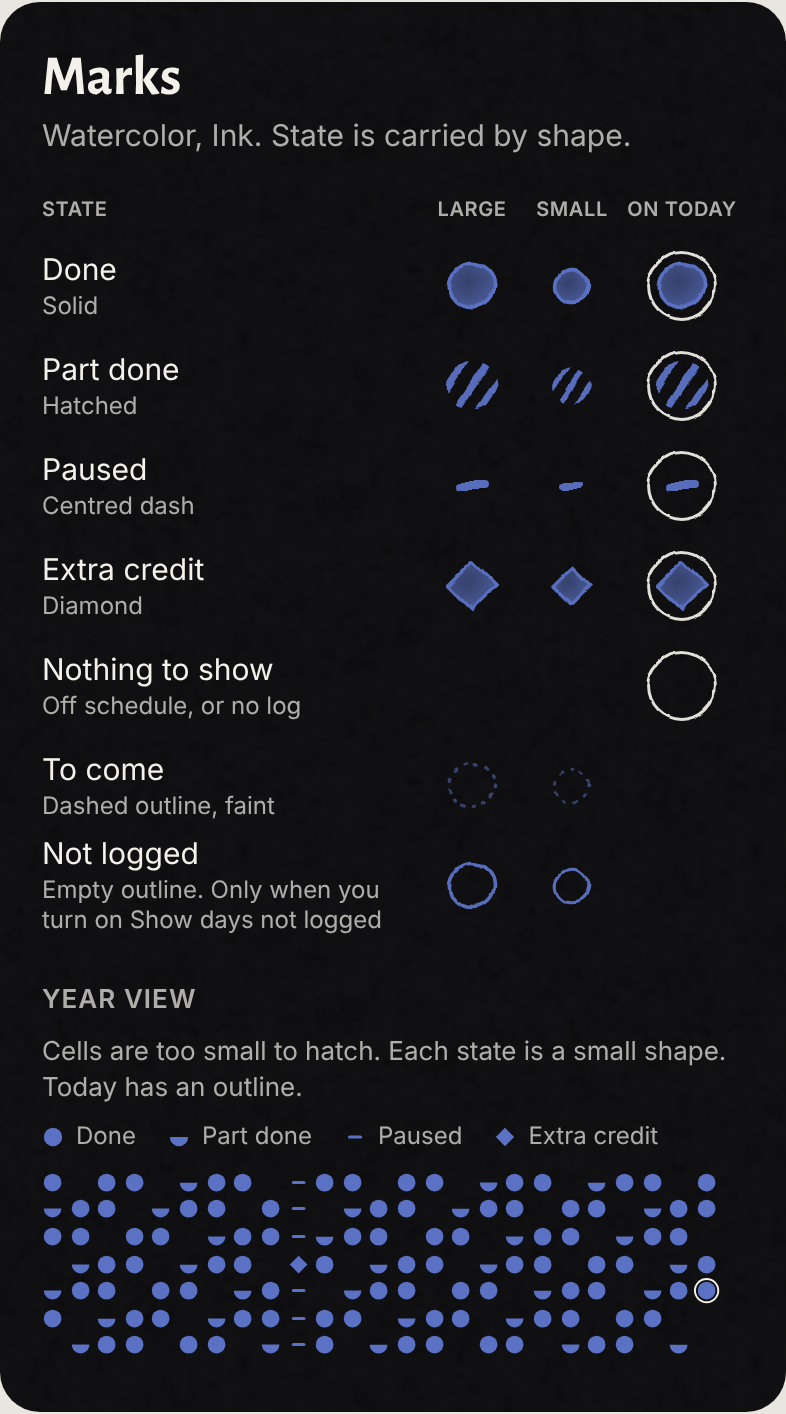 Marks
Watercolor, Ink. State is carried by shape.
STATE LARGE SMALL ON TODAY
Done
Solid
Part done
Hatched
Paused
Centred dash
Extra credit
Diamond
Nothing to show
Off schedule, or no log
To come
Dashed outline, faint
Not logged
Empty outline. Only when you
turn on Show days not logged
YEAR VIEW
Cells are too small to hatch. Each state is a small shape.
Today has an outline.
Done Part done Paused Extra credit